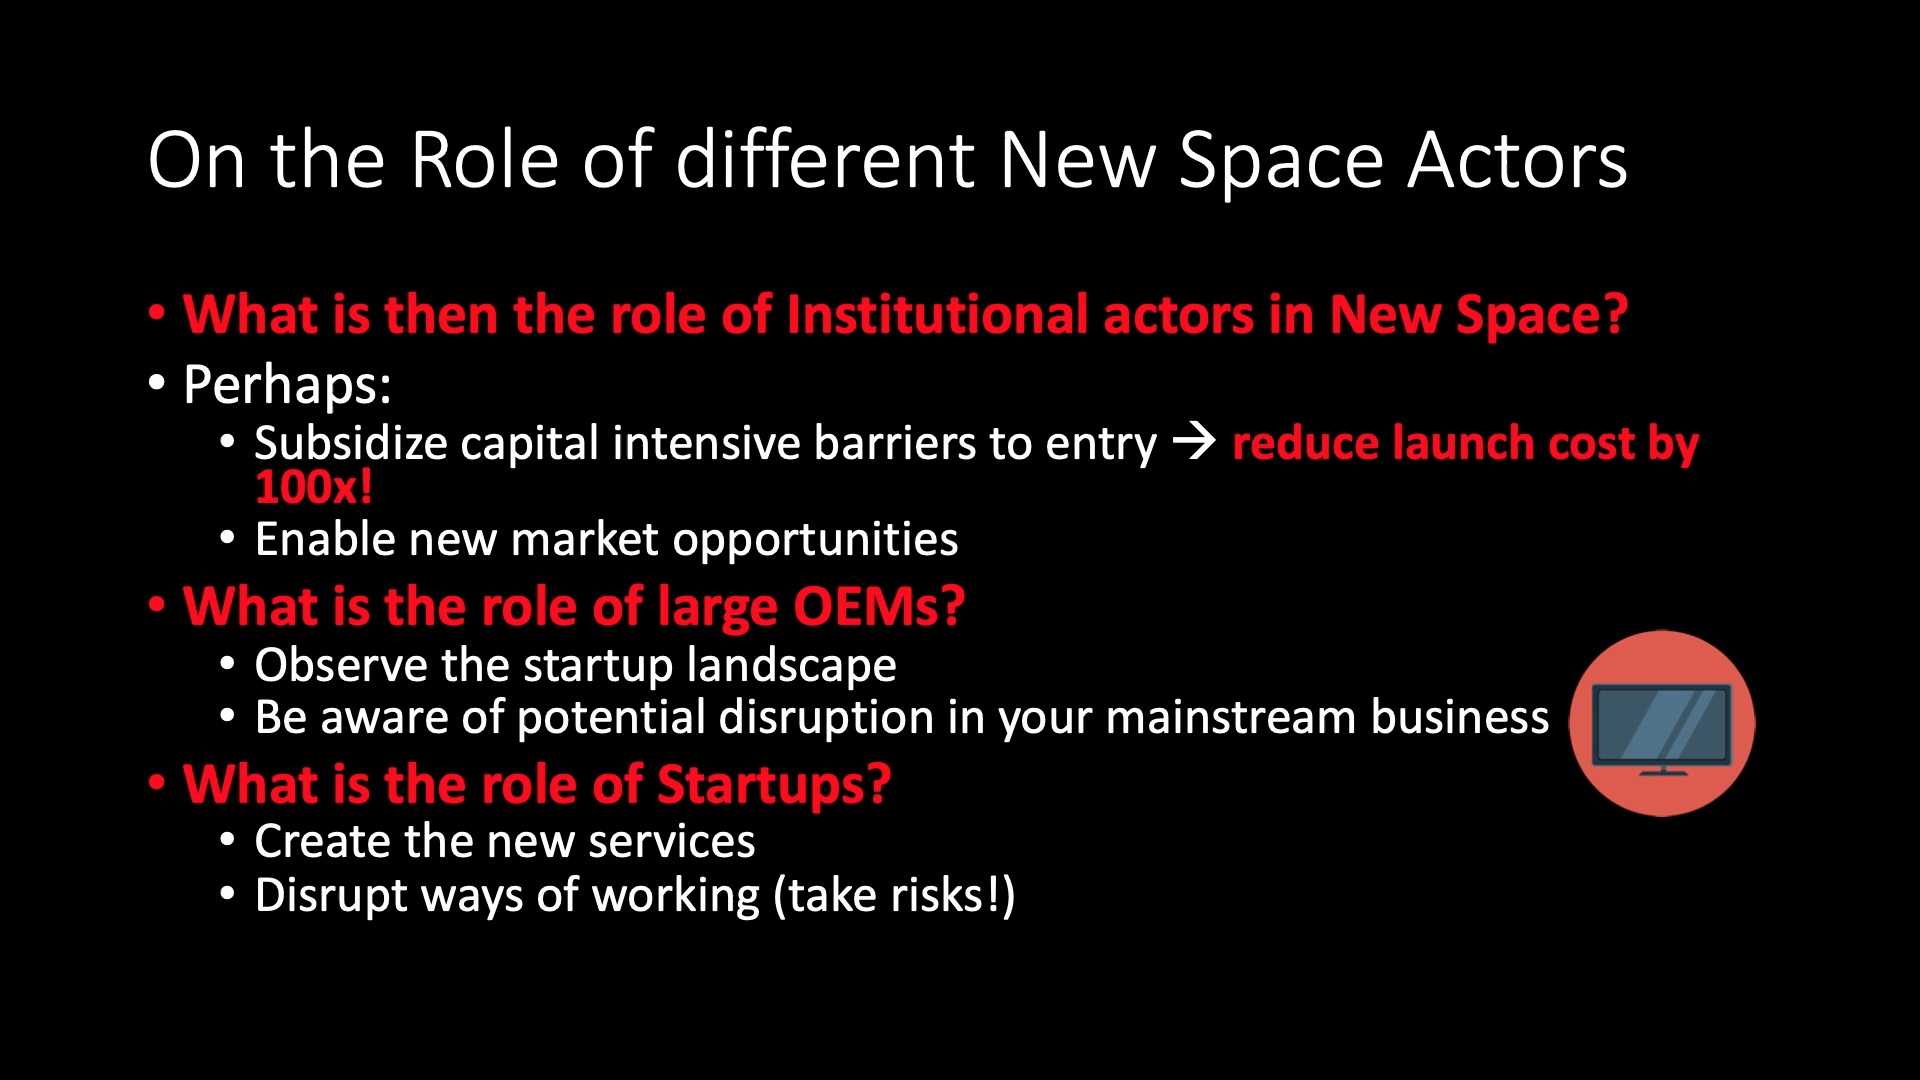 On the Role of different New Space Actors
• What is then the role of Institutional actors in New Space?
• Perhaps:
• Subsidize capital intensive barriers to entry → reduce launch cost by
100x!
• Enable new market opportunities
• What is the role of large OEMs?
• Observe the startup landscape
• Be aware of potential disruption in your mainstream business
• What is the role of Startups?
• Create the new services
• Disrupt ways of working (take risks!)